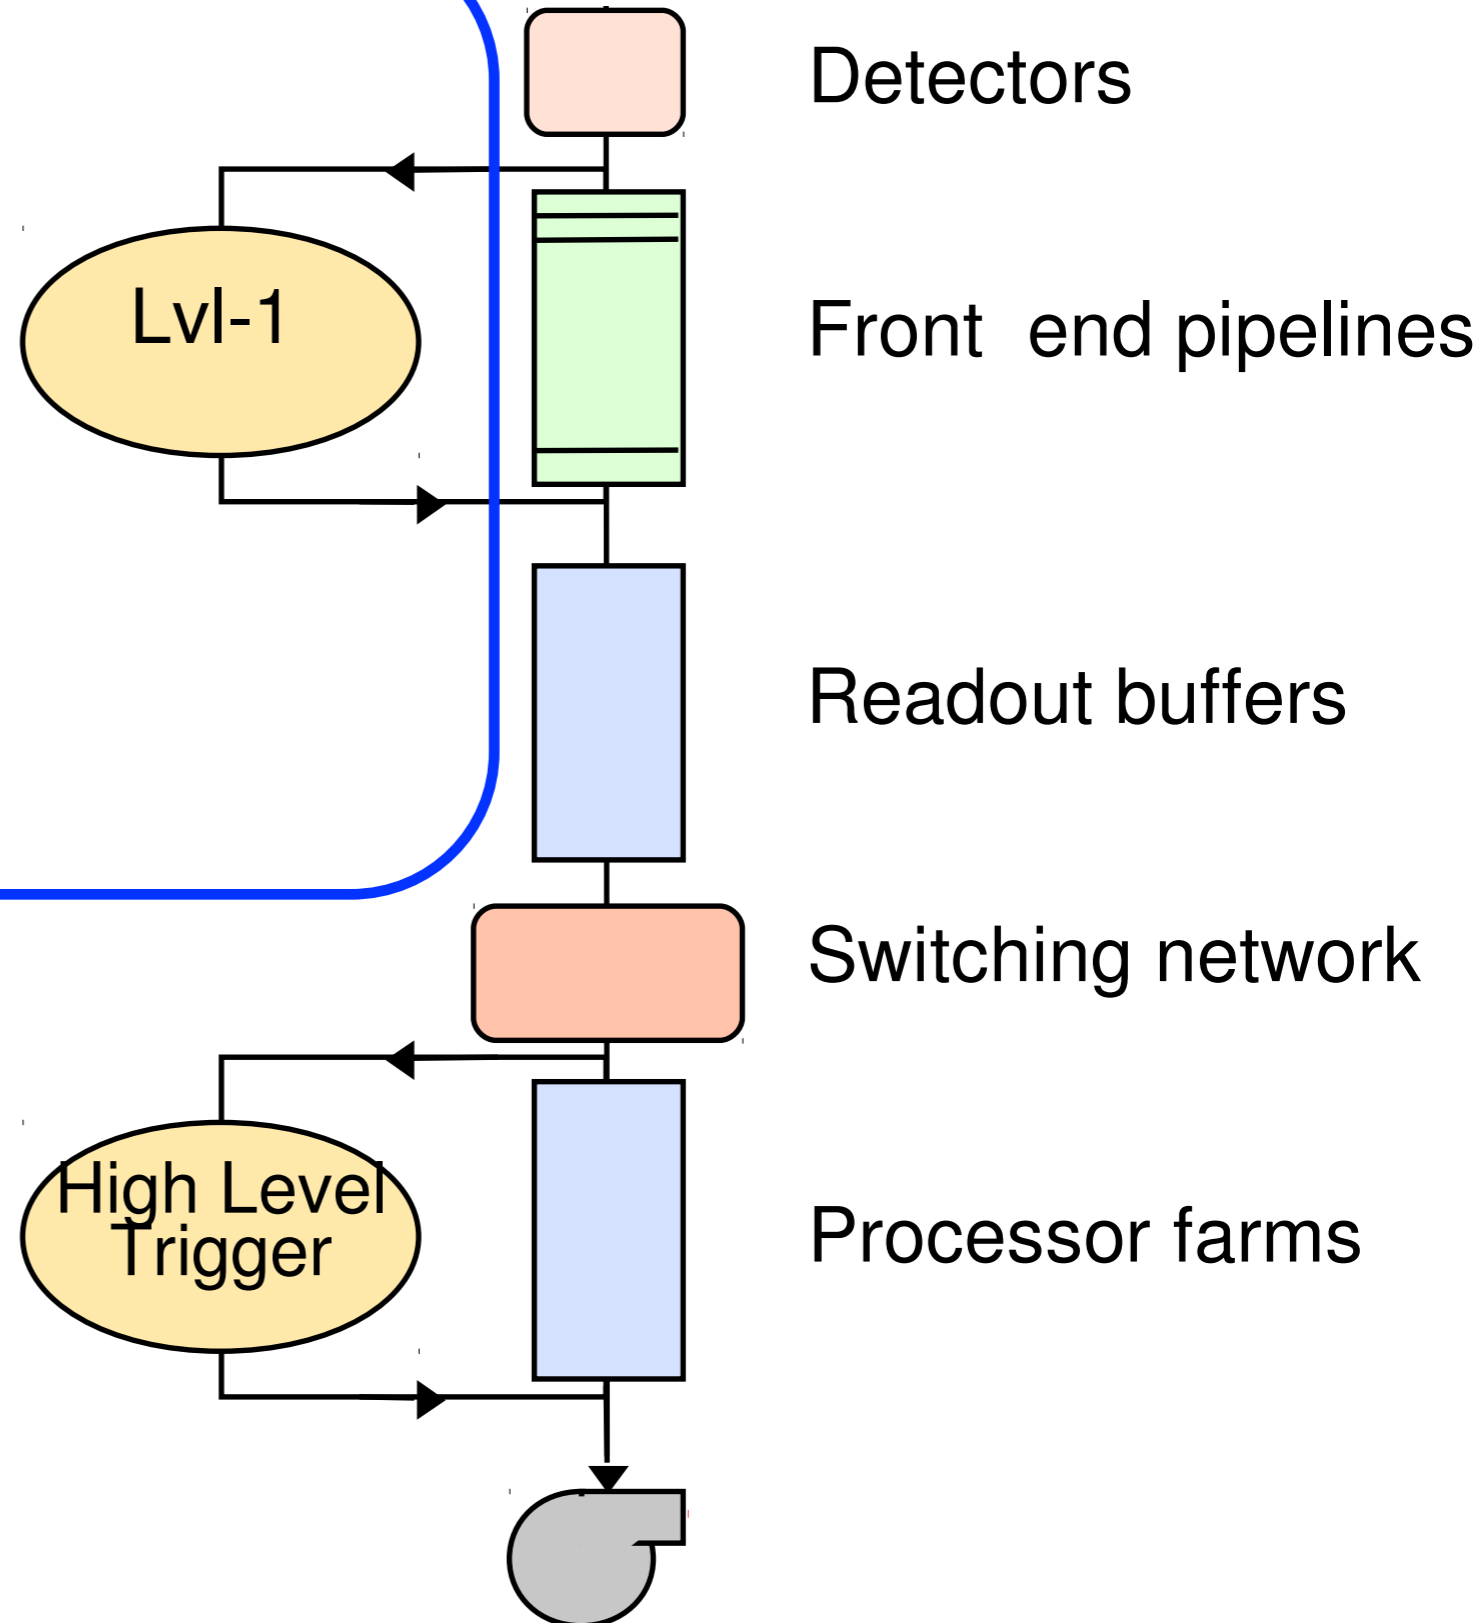 Detectors
Lvl-1
Front end pipelines
Readout buffers
Switching network
High Level
Trigger
Processor farms